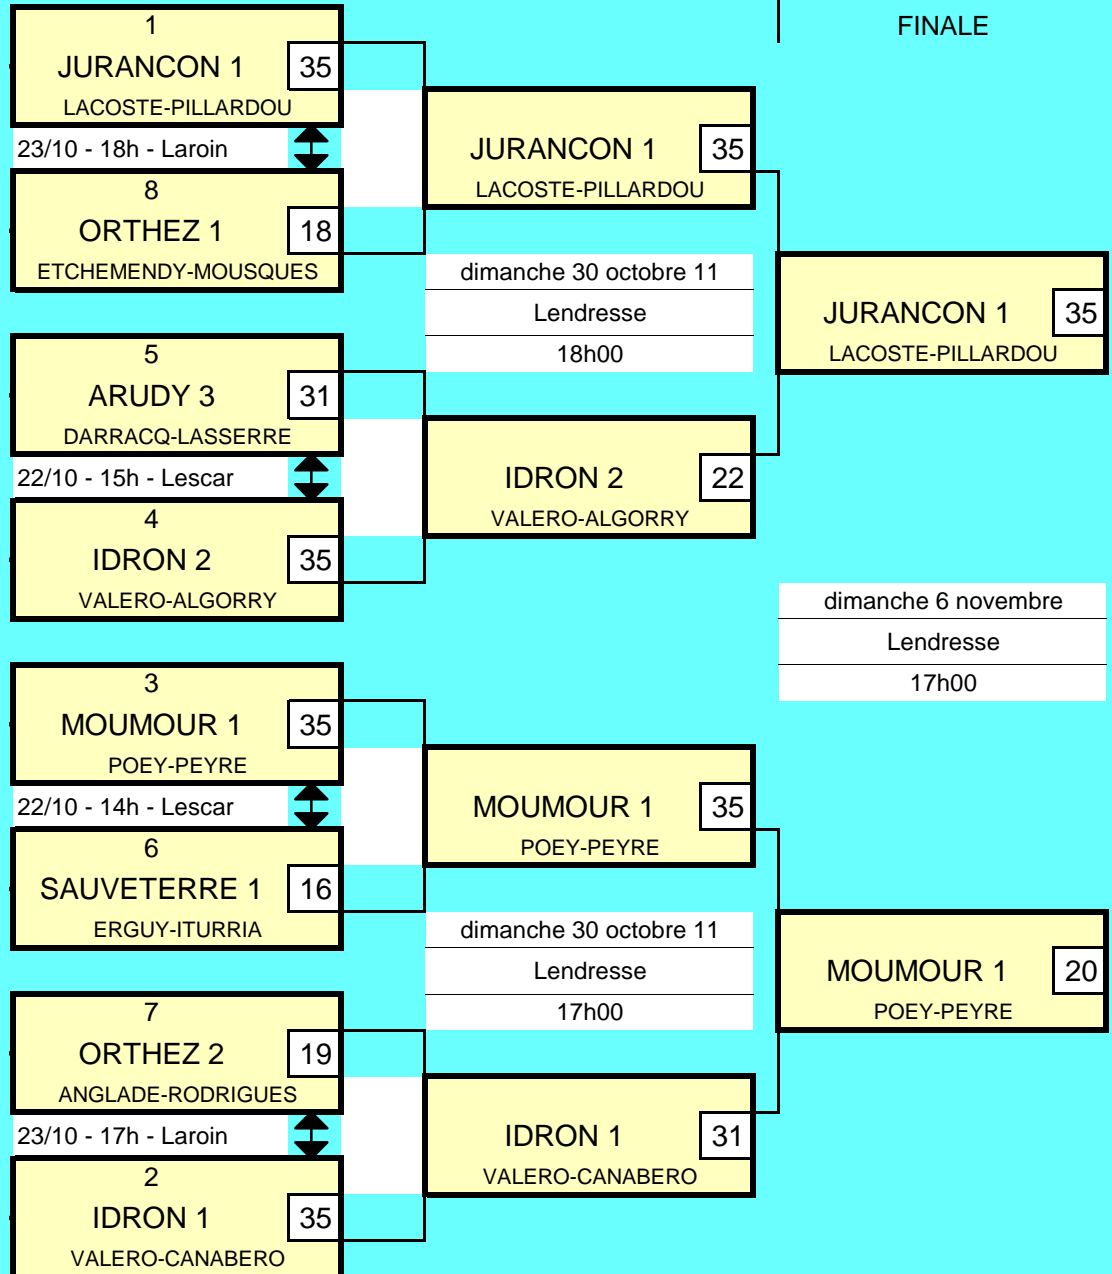 FINALE
1
JURANCON 1 35
LACOSTE-PILLARDOU
23/10 - 18h - Laroin
8
ORTHEZ 1 18
ETCHEMENDY-MOUSQUES
5
ARUDY 3 31
DARRACQ-LASSERRE
22/10 - 15h - Lescar
4
IDRON 2 35
VALERO-ALGORRY
3
MOUMOUR 1 35
POEY-PEYRE
22/10 - 14h - Lescar
6
SAUVETERRE 1 16
ERGUY-ITURRIA
7
ORTHEZ 2 19
ANGLADE-RODRIGUES
23/10 - 17h - Laroin
2
IDRON 1 35
VALERO-CANABERO
JURANCON 1 35
LACOSTE-PILLARDOU
dimanche 30 octobre 11
Lendresse
18h00
IDRON 2 22
VALERO-ALGORRY
MOUMOUR 1 35
POEY-PEYRE
dimanche 30 octobre 11
Lendresse
17h00
IDRON 1 31
VALERO-CANABERO
JURANCON 1 35
LACOSTE-PILLARDOU
dimanche 6 novembre
Lendresse
17h00
MOUMOUR 1 20
POEY-PEYRE